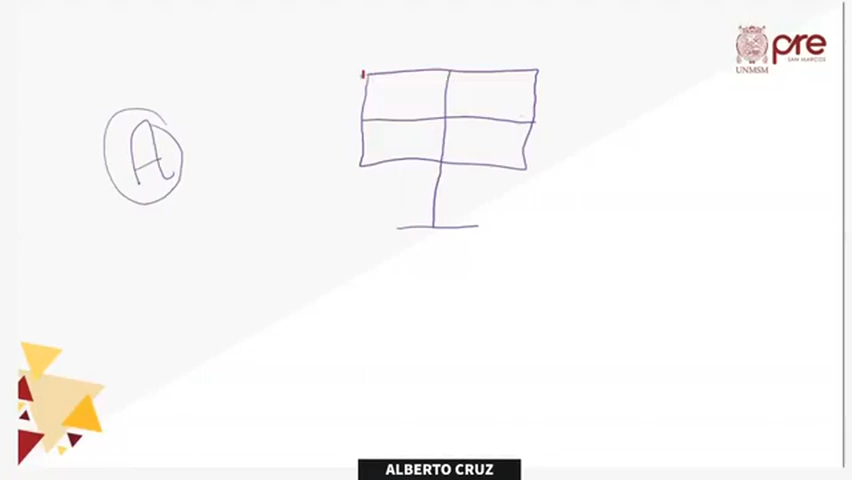 UNMSM
pre
SAN MARCOS
A
ALBERTO CRUZ